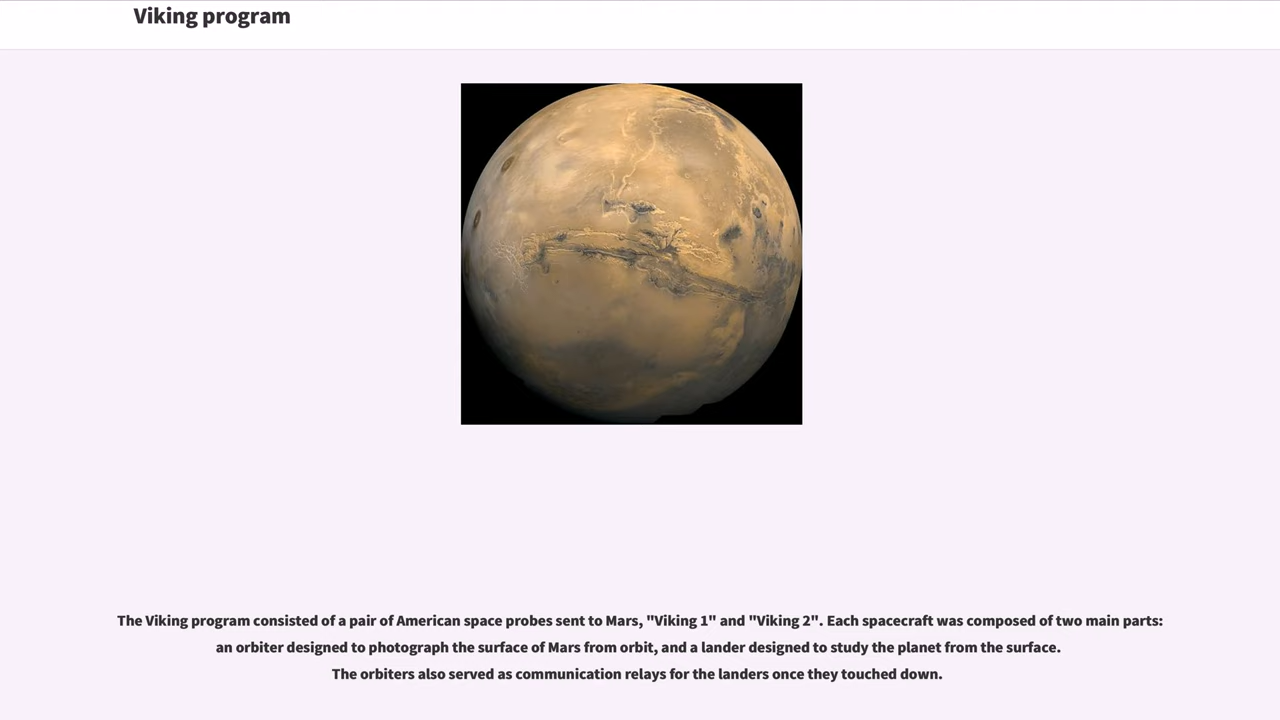 Viking program
The Viking program consisted of a pair of American space probes sent to Mars, "Viking 1" and "Viking 2". Each spacecraft was composed of two main parts:
an orbiter designed to photograph the surface of Mars from orbit, and a lander designed to study the planet from the surface.
The orbiters also served as communication relays for the landers once they touched down.